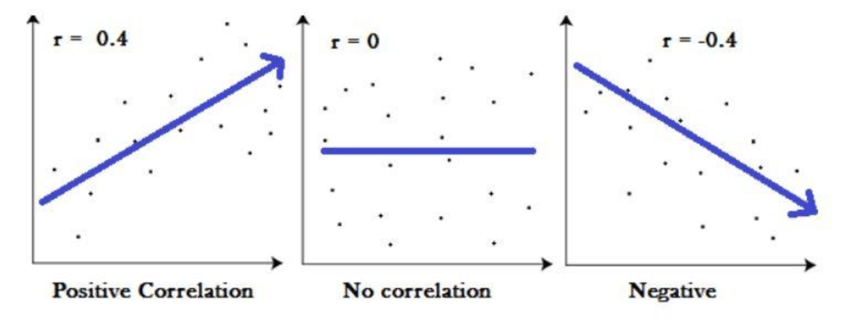 r = 0.4
r = 0
r = -0.4
Positive Correlation
No correlation
Negative